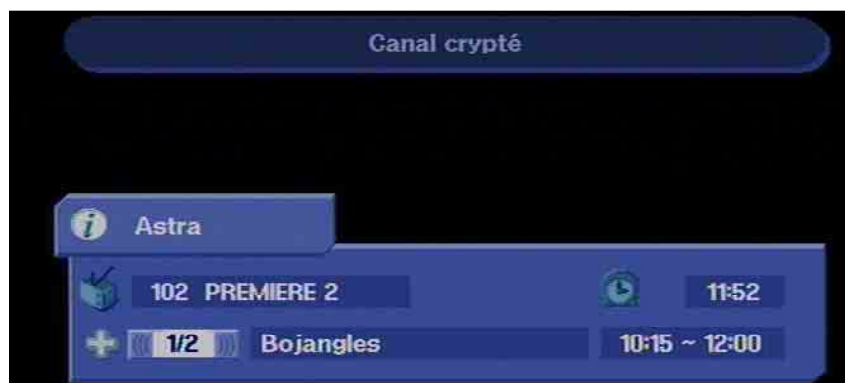 Canal crypté
Astra
102 PREMIERE 2 11:52
1/2 Bojangles 10:15 ~ 12:00